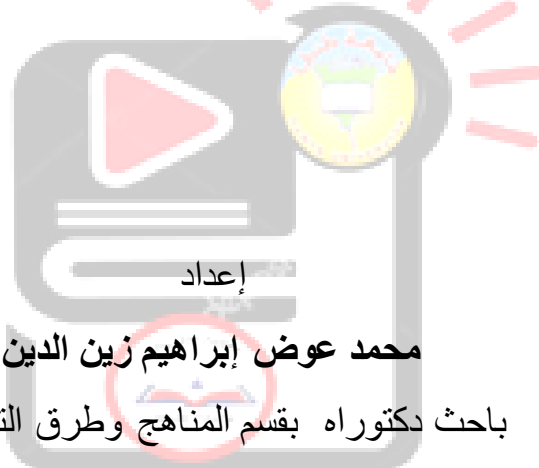 إعداد
محمد عوض إبراهيم زين الدين
باحث دكتوراه بقسم المناهج وطرق